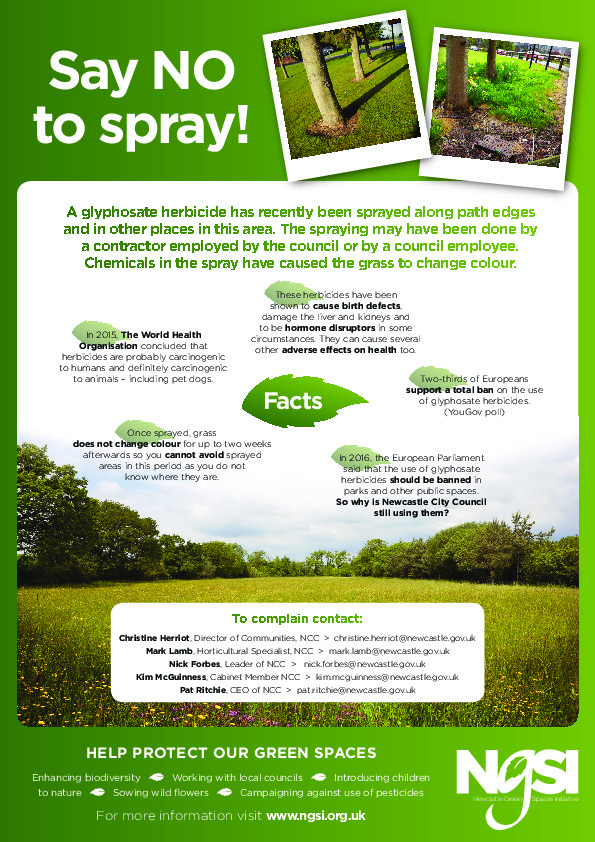 Say NO
to spray!
A glyphosate herbicide has recently been sprayed along path edges
and in other places in this area. The spraying may have been done by
a contractor employed by the council or by a council employee.
Chemicals in the spray have caused the grass to change colour.
These herbicides have been
shown to cause birth defects,
damage the liver and kidneys and
to be hormone disruptors in some
circumstances. They can cause several
other adverse effects on health too.
In 2015, The World Health
Organisation concluded that
herbicides are probably carcinogenic
to humans and definitely carcinogenic
to animals – including pet dogs.
Facts
Two-thirds of Europeans
support a total ban on the use
of glyphosate herbicides.
(YouGov poll)
Once sprayed, grass
does not change colour for up to two weeks
afterwards so you cannot avoid sprayed
areas in this period as you do not
know where they are.
In 2016, the European Parliament
said that the use of glyphosate
herbicides should be banned in
parks and other public spaces.
So why is Newcastle City Council
still using them?
To complain contact:
Christine Herriot, Director of Communities, NCC > christine.herriot@newcastle.gov.uk
Mark Lamb, Horticultural Specialist, NCC > mark.lamb@newcastle.gov.uk
Nick Forbes, Leader of NCC > nick.forbes@newcastle.gov.uk
Kim McGuinness, Cabinet Member NCC > kim.mcguinness@newcastle.gov.uk
Pat Ritchie, CEO of NCC > pat.ritchie@newcastle.gov.uk
HELP PROTECT OUR GREEN SPACES
Enhancing biodiversity Working with local councils Introducing children
to nature Sowing wild flowers Campaigning against use of pesticides
For more information visit www.ngsi.org.uk
NgSI
Newcastle Green Spaces Initiative